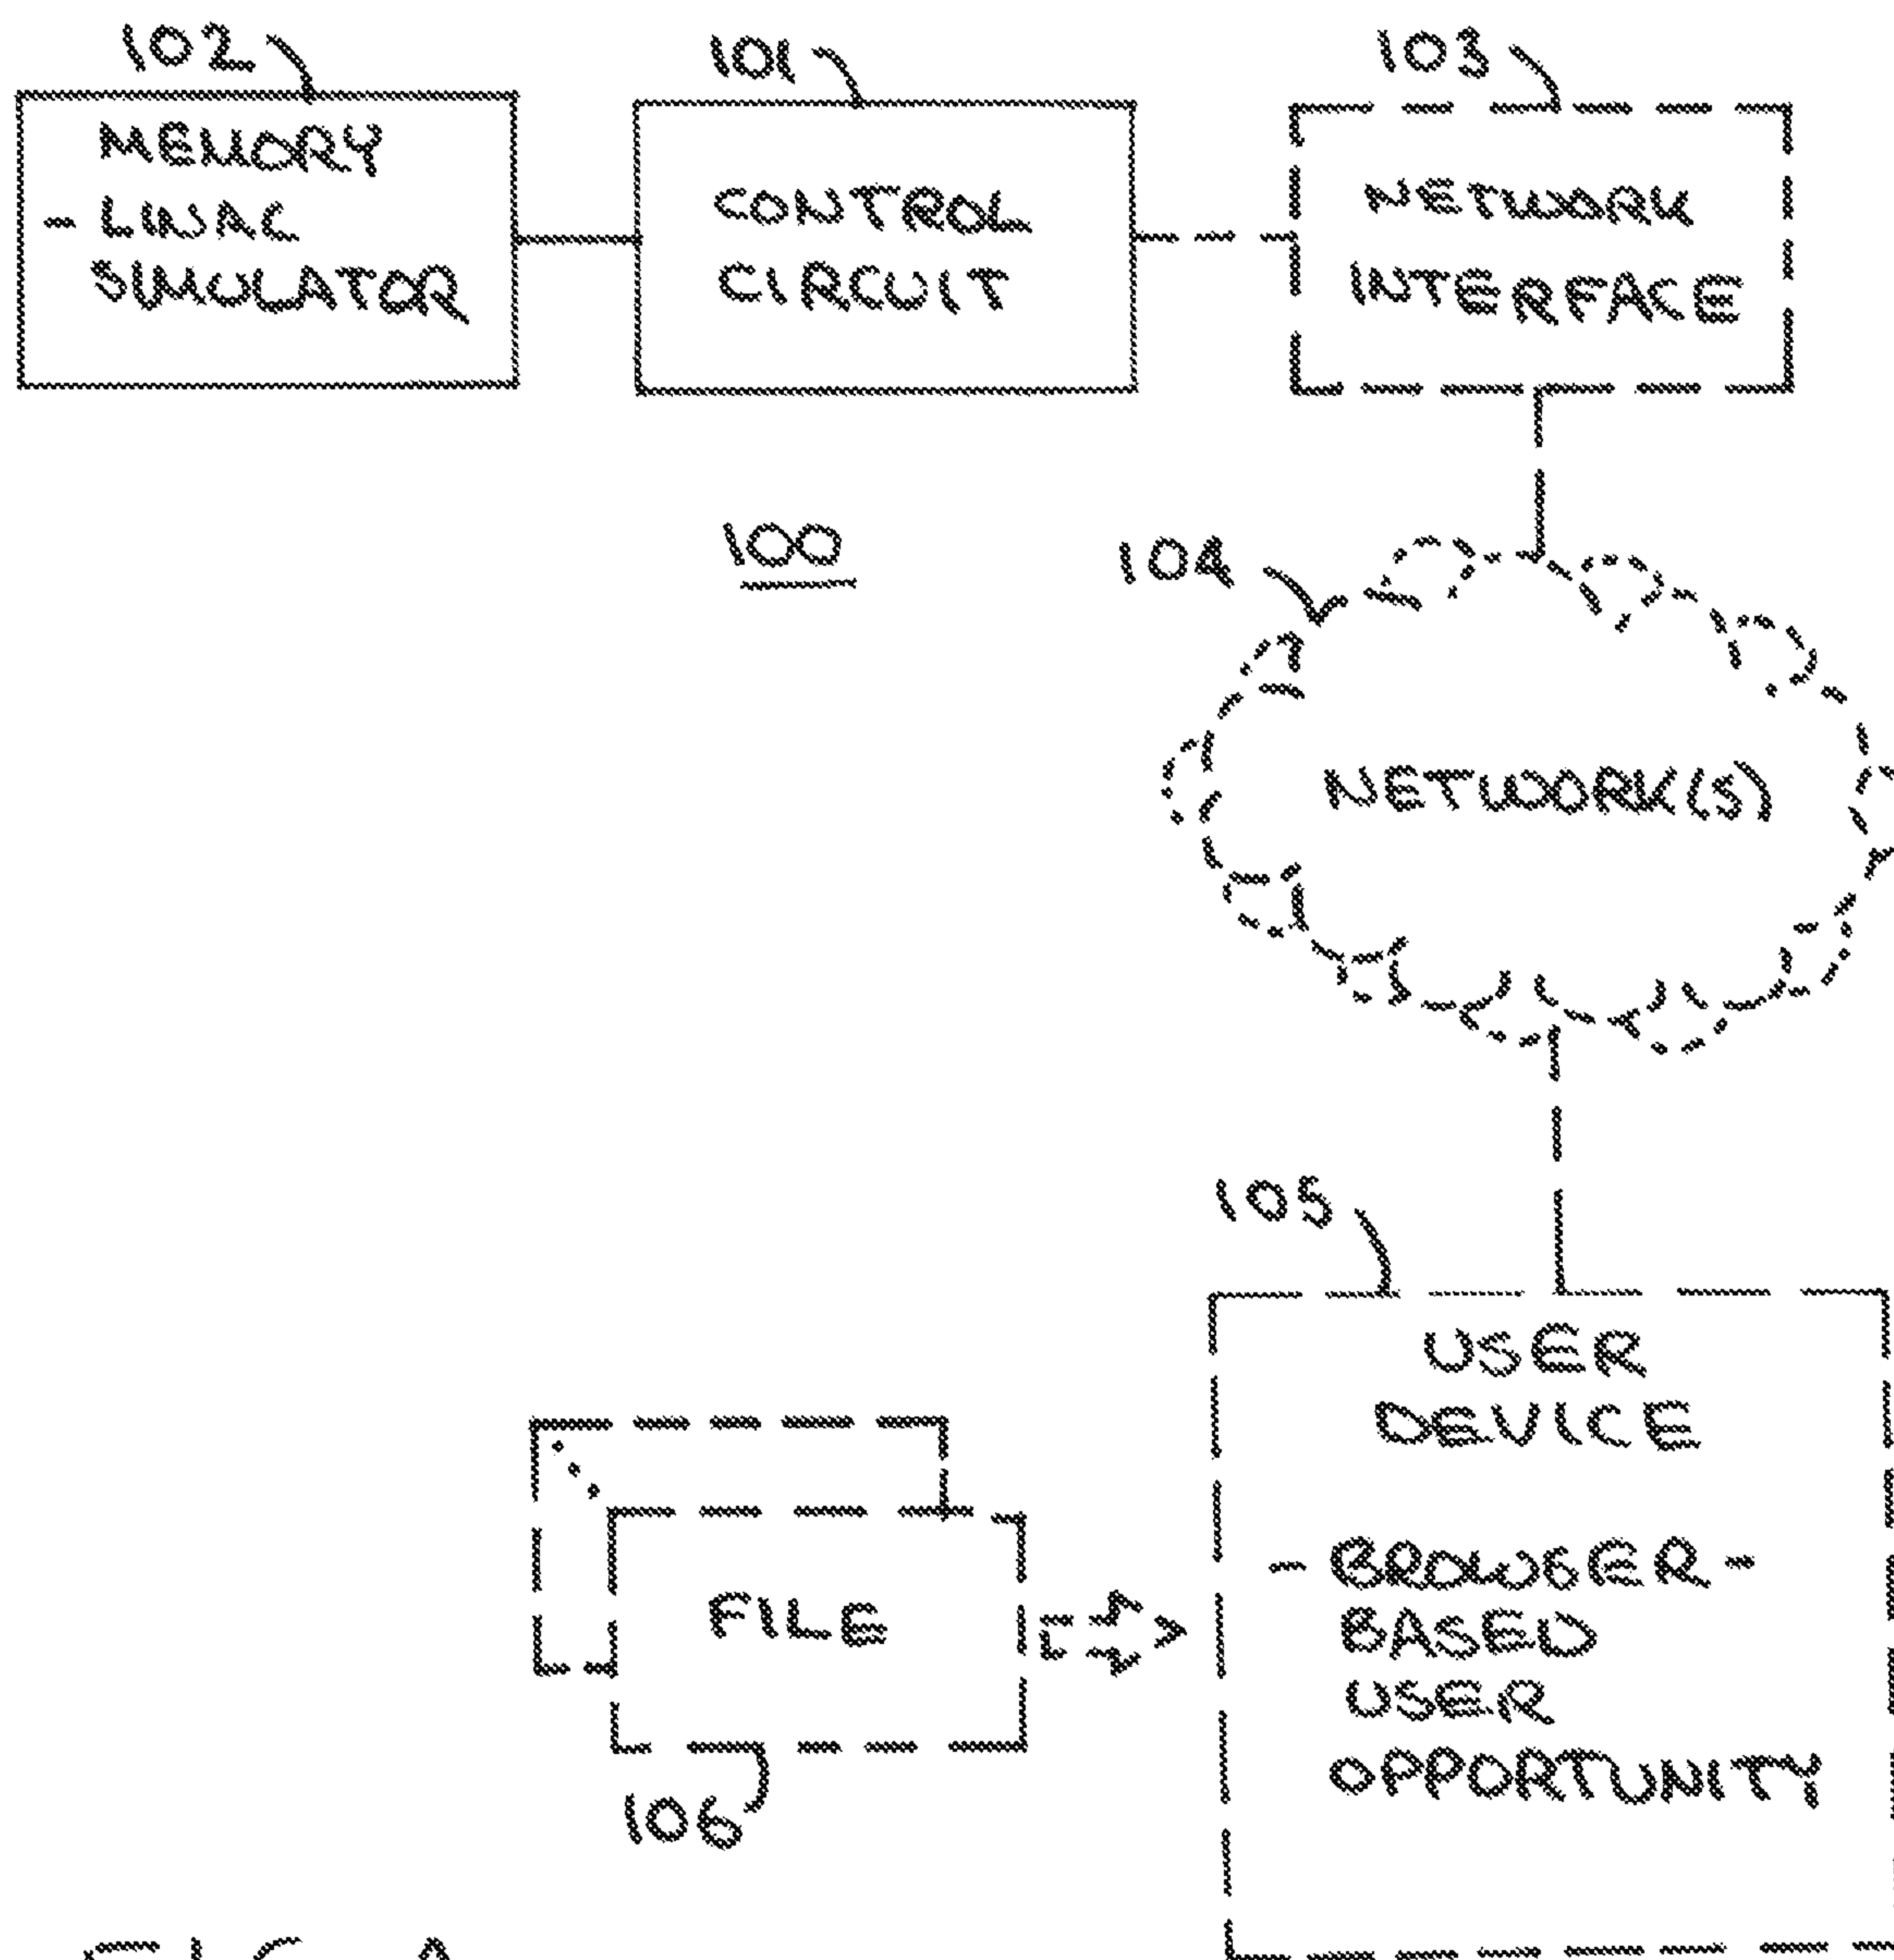 102
101
103
MEMORY
- LINAC
SIMULATOR
CONTROL
CIRCUIT
NETWORK
INTERFACE
100
104
NETWORK(S)
105
USER
DEVICE
- BROWSER-
BASED
USER
OPPORTUNITY
FILE
106